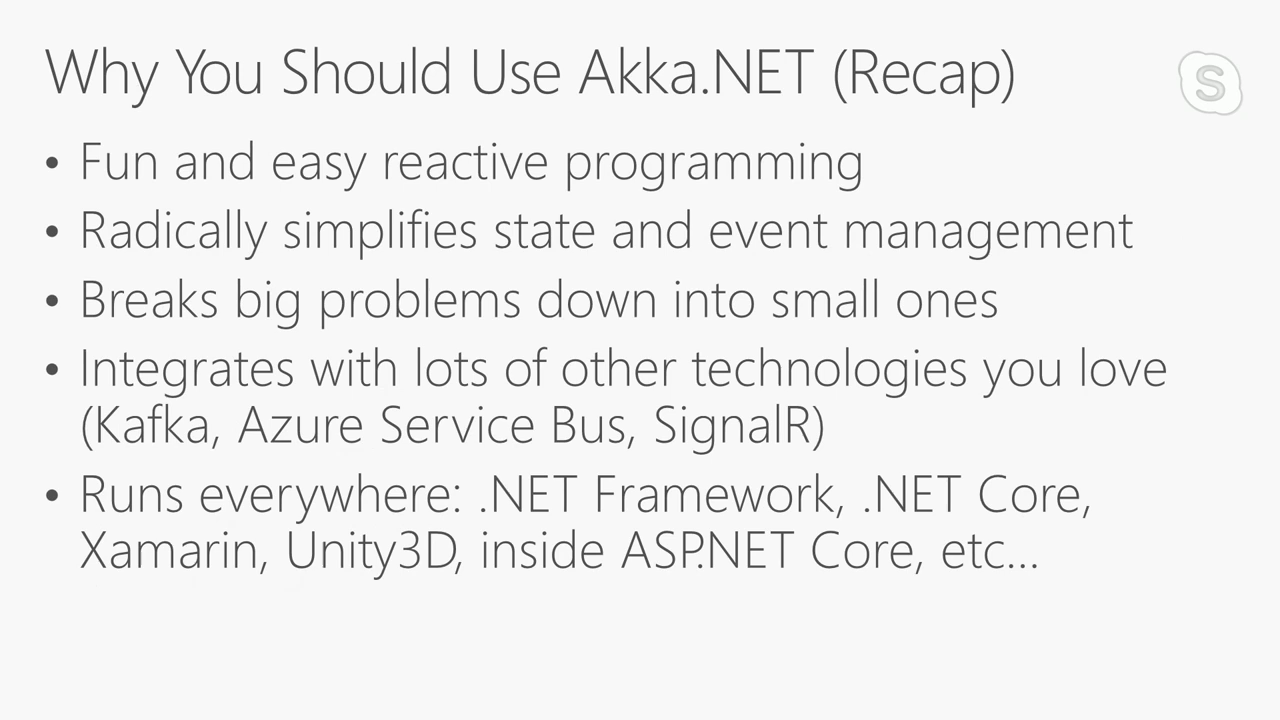 Why You Should Use Akka.NET (Recap)
S
• Fun and easy reactive programming
• Radically simplifies state and event management
• Breaks big problems down into small ones
• Integrates with lots of other technologies you love
(Kafka, Azure Service Bus, SignalR)
• Runs everywhere: .NET Framework, .NET Core,
Xamarin, Unity3D, inside ASP.NET Core, etc...